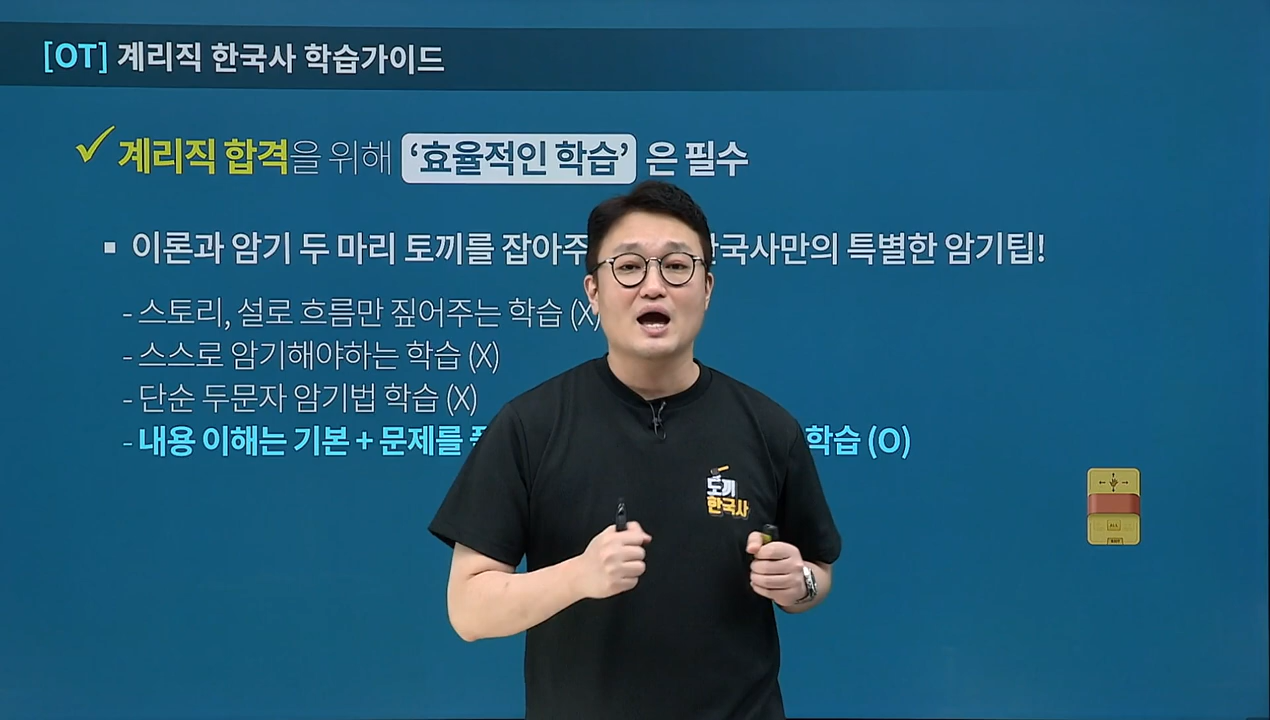 [OT] 계리직 한국사 학습가이드
계리직 합격을 위해 '효율적인 학습' 은 필수
이론과 암기 두 마리 토끼를 잡아주 한국사만의 특별한 암기팁!
- 스토리, 설로 흐름만 짚어주는 학습 (X)
- 스스로 암기해야하는 학습 (X)
- 단순 두문자 암기법 학습 (X)
- 내용 이해는 기본 + 문제를 학습 (O)
도끼
한국사
ALL